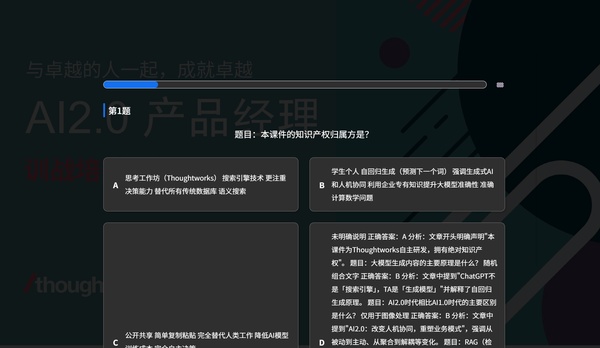 与卓越的人一起，成就卓越
AI2.0 产品经理
第1题
题目：本课件的知识产权归属方是？
A
思考工作坊（Thoughtworks） 搜索引擎技术 更注重
决策能力 替代所有传统数据库 语义搜索
B
学生个人 自回归生成（预测下一个词） 强调生成式AI
和人机协同 利用企业专有知识提升大模型准确性 准确
计算数学问题
/thought
C
公开共享 简单复制粘贴 完全替代人类工作 降低AI模型
D
未明确说明 正确答案：A 分析：文章开头明确声明"本
课件为Thoughtworks自主研发，拥有绝对知识产
权"。 题目：大模型生成内容的主要原理是什么？ 随机
组合文字 正确答案：B 分析：文章中提到"ChatGPT不
是「搜索引擎」，TA是「生成模型」"并解释了自回归
生成原理。 题目：AI2.0时代相比AI1.0时代的主要区别
是什么？ 仅用于图像处理 正确答案：B 分析：文章中
提到"AI2.0：改变人机协同，重塑业务模式"，强调从
被动到主动、从聚合到解耦等变化。 题目：RAG（检